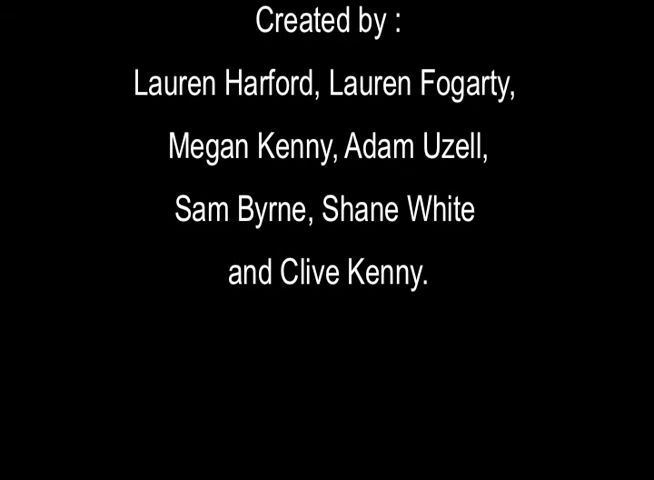 Created by :
Lauren Harford, Lauren Fogarty,
Megan Kenny, Adam Uzell,
Sam Byrne, Shane White
and Clive Kenny.